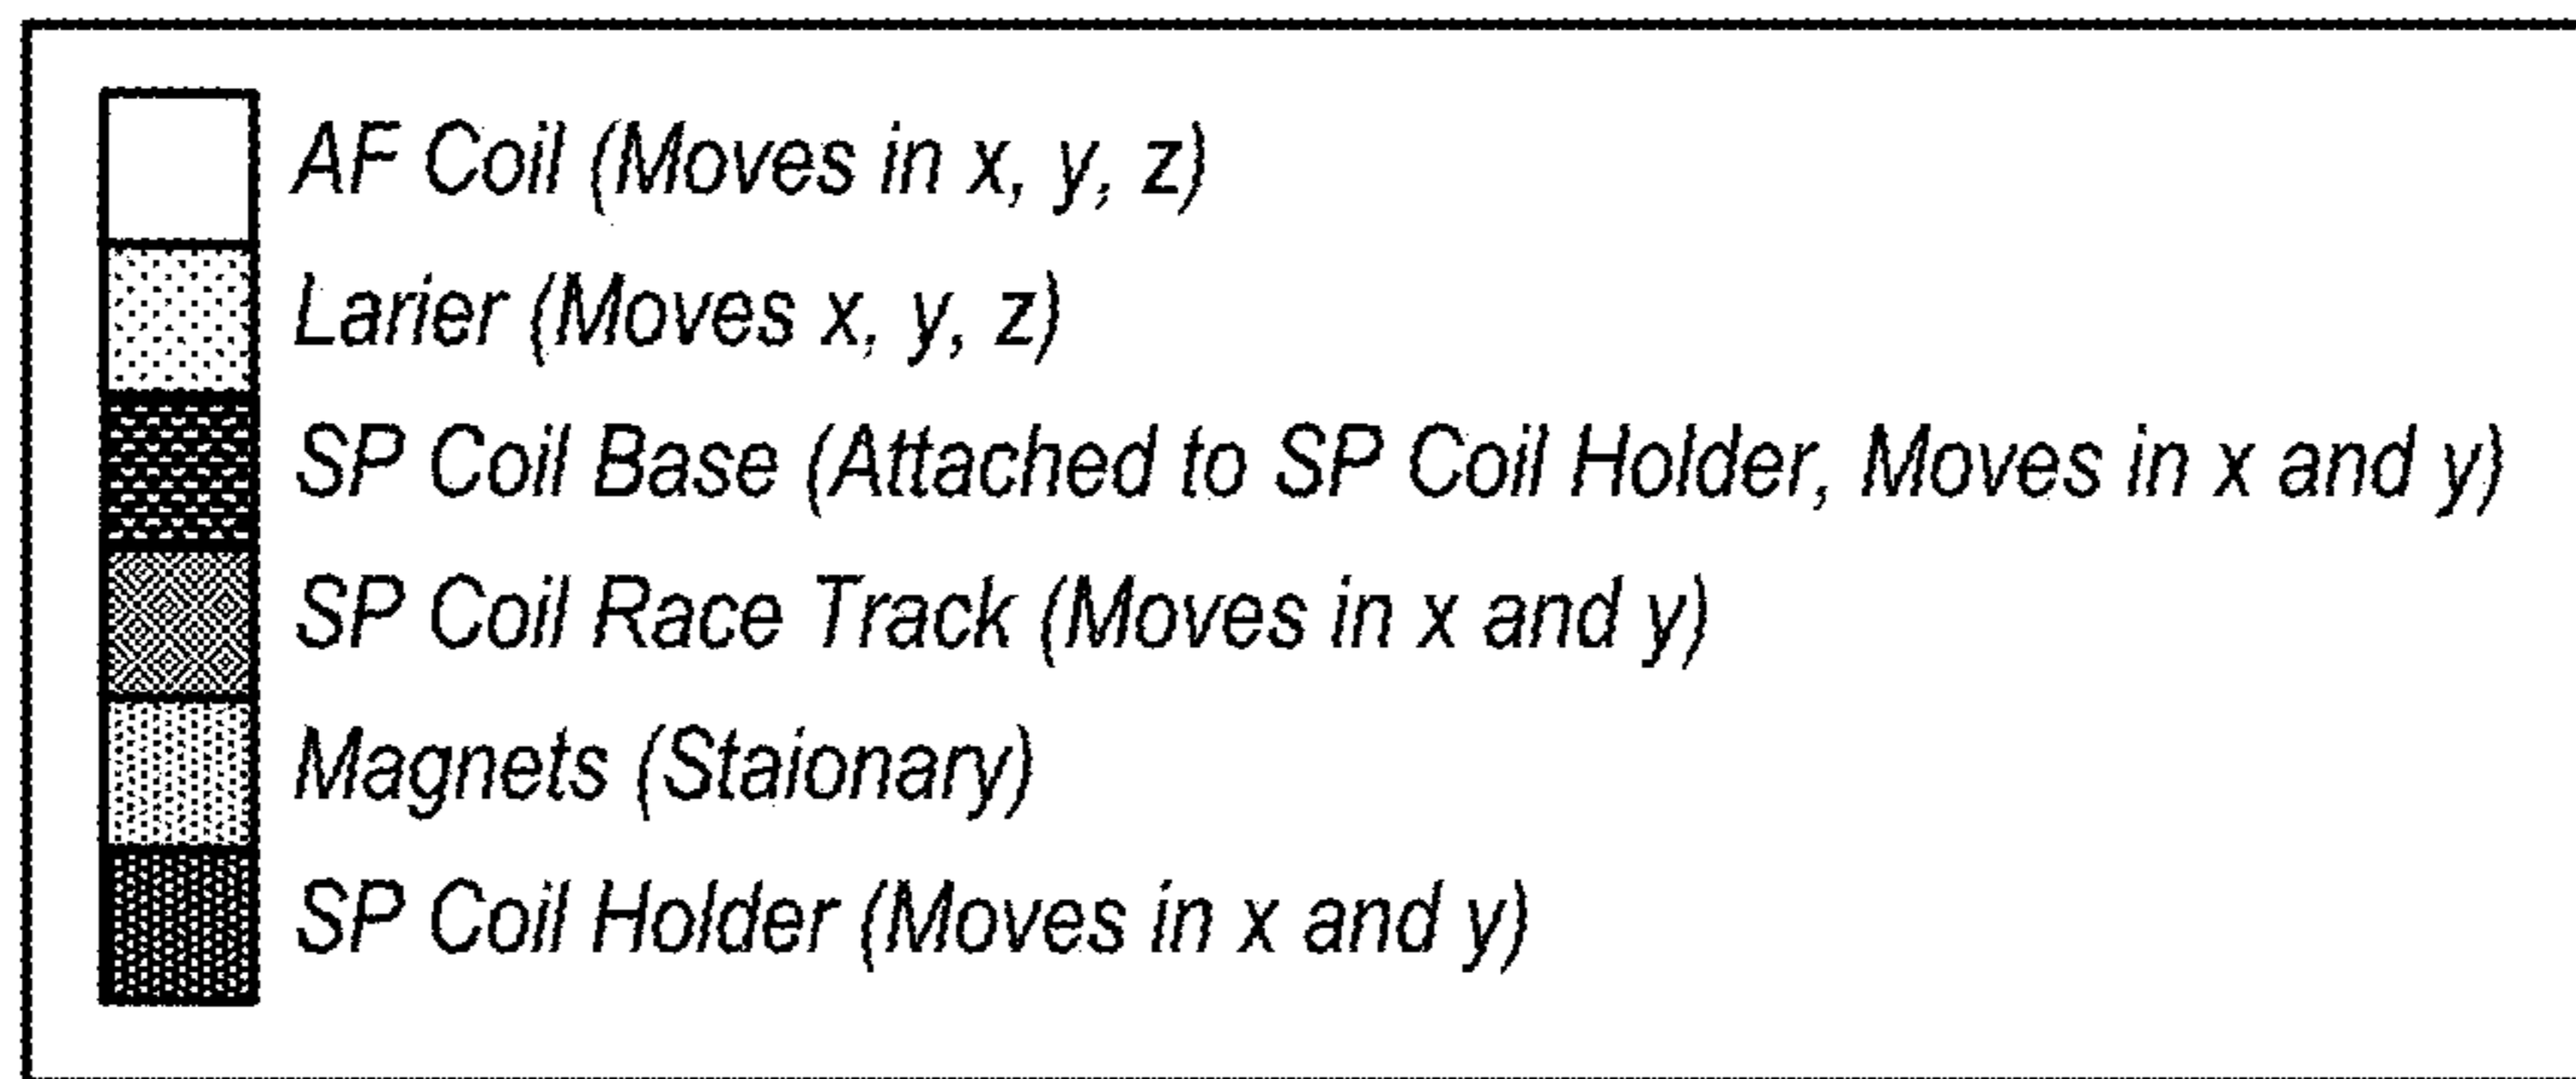 AF Coil (Moves in x, y, z)
Larier (Moves x, y, z)
SP Coil Base (Attached to SP Coil Holder, Moves in x and y)
SP Coil Race Track (Moves in x and y)
Magnets (Staionary)
SP Coil Holder (Moves in x and y)